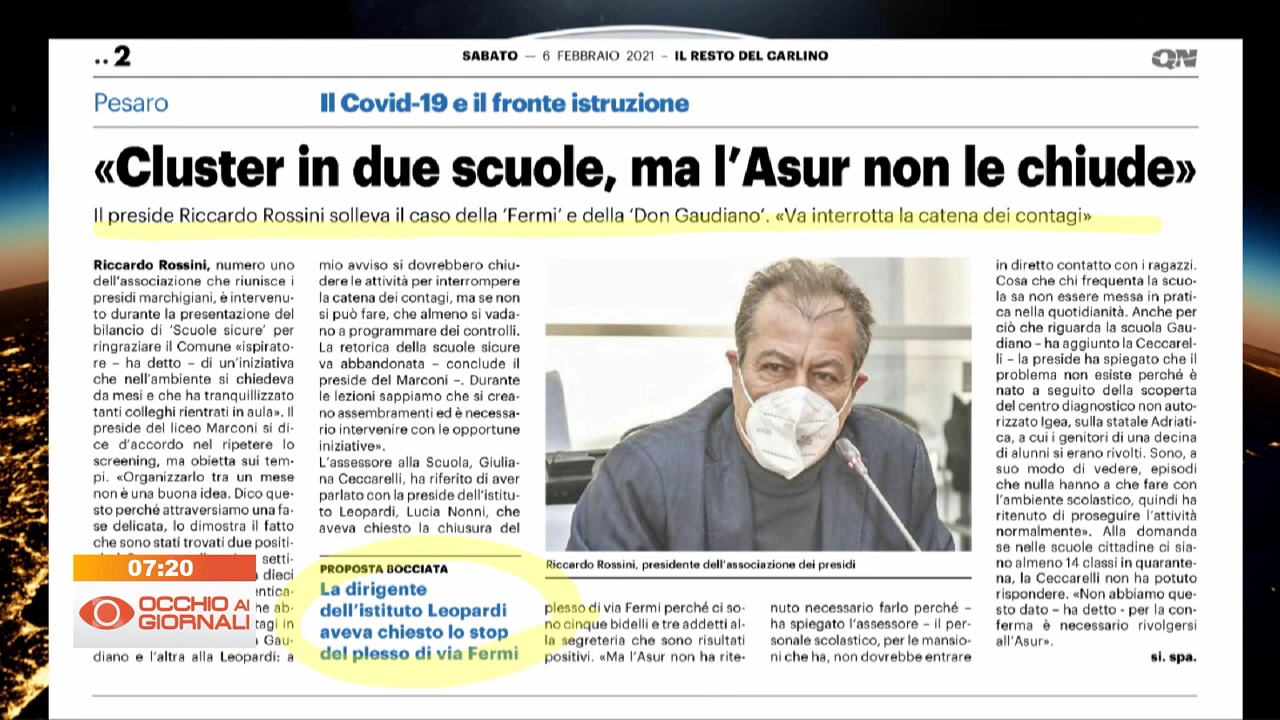 ..2
SABATO — 6 FEBBRAIO 2021 – IL RESTO DEL CARLINO
QN
Pesaro
Il Covid-19 e il fronte istruzione
«Cluster in due scuole, ma l'Asur non le chiude»
Il preside Riccardo Rossini solleva il caso della 'Fermi' e della 'Don Gaudiano'. «Va interrotta la catena dei contagi»
Riccardo Rossini, numero uno
dell'associazione che riunisce i
presidi marchigiani, è intervenu-
to durante la presentazione del
bilancio di 'Scuole sicure' per
ringraziare il Comune «ispirato-
re – ha detto – di un'iniziativa
che nell'ambiente si chiedeva
da mesi e che ha tranquillizzato
tanti colleghi rientrati in aula». Il
preside del liceo Marconi si di-
ce d'accordo nel ripetere lo
screening, ma obietta sui tem-
pi. «Organizzarlo tra un mese
non è una buona idea. Dico que-
sto perché attraversiamo una fa-
se delicata, lo dimostra il fatto
che sono stati trovati due positi-
setti-
dieci
entica-
he ab-
tagi in
Gau-
diano e l'altra alla Leopardi: a
mio avviso si dovrebbero chiu-
dere le attività per interrompere
la catena dei contagi, ma se non
si può fare, che almeno si vada-
no a programmare dei controlli.
La retorica della scuole sicure
va abbandonata – conclude il
preside del Marconi –. Durante
le lezioni sappiamo che si crea-
no assembramenti ed è necessa-
rio intervenire con le opportune
iniziative».
L'assessore alla Scuola, Giulia-
na Ceccarelli, ha riferito di aver
parlato con la preside dell'istitu-
to Leopardi, Lucia Nonni, che
aveva chiesto la chiusura del
PROPOSTA BOCCIATA
La dirigente
dell'istituto Leopardi
aveva chiesto lo stop
del plesso di via Fermi
Riccardo Rossini, presidente dell'associazione dei presidi
plesso di via Fermi perché ci so-
no cinque bidelli e tre addetti al-
la segreteria che sono risultati
positivi. «Ma l'Asur non ha rite-
nuto necessario farlo perché –
ha spiegato l'assessore – il per-
sonale scolastico, per le mansio-
ni che ha, non dovrebbe entrare
in diretto contatto con i ragazzi.
Cosa che chi frequenta la scuo-
la sa non essere messa in prati-
ca nella quotidianità. Anche per
ciò che riguarda la scuola Gau-
diano – ha aggiunto la Ceccarel-
li – la preside ha spiegato che il
problema non esiste perché è
nato a seguito della scoperta
del centro diagnostico non auto-
rizzato Igea, sulla statale Adriati-
ca, a cui i genitori di una decina
di alunni si erano rivolti. Sono, a
suo modo di vedere, episodi
che nulla hanno a che fare con
l'ambiente scolastico, quindi ha
ritenuto di proseguire l'attività
normalmente». Alla domanda
se nelle scuole cittadine ci sia-
no almeno 14 classi in quarante-
na, la Ceccarelli non ha potuto
rispondere. «Non abbiamo que-
sto dato – ha detto - per la con-
ferma è necessario rivolgersi
all'Asur».
si. spa.
07:20
OCCHIO AI
GIORNALI